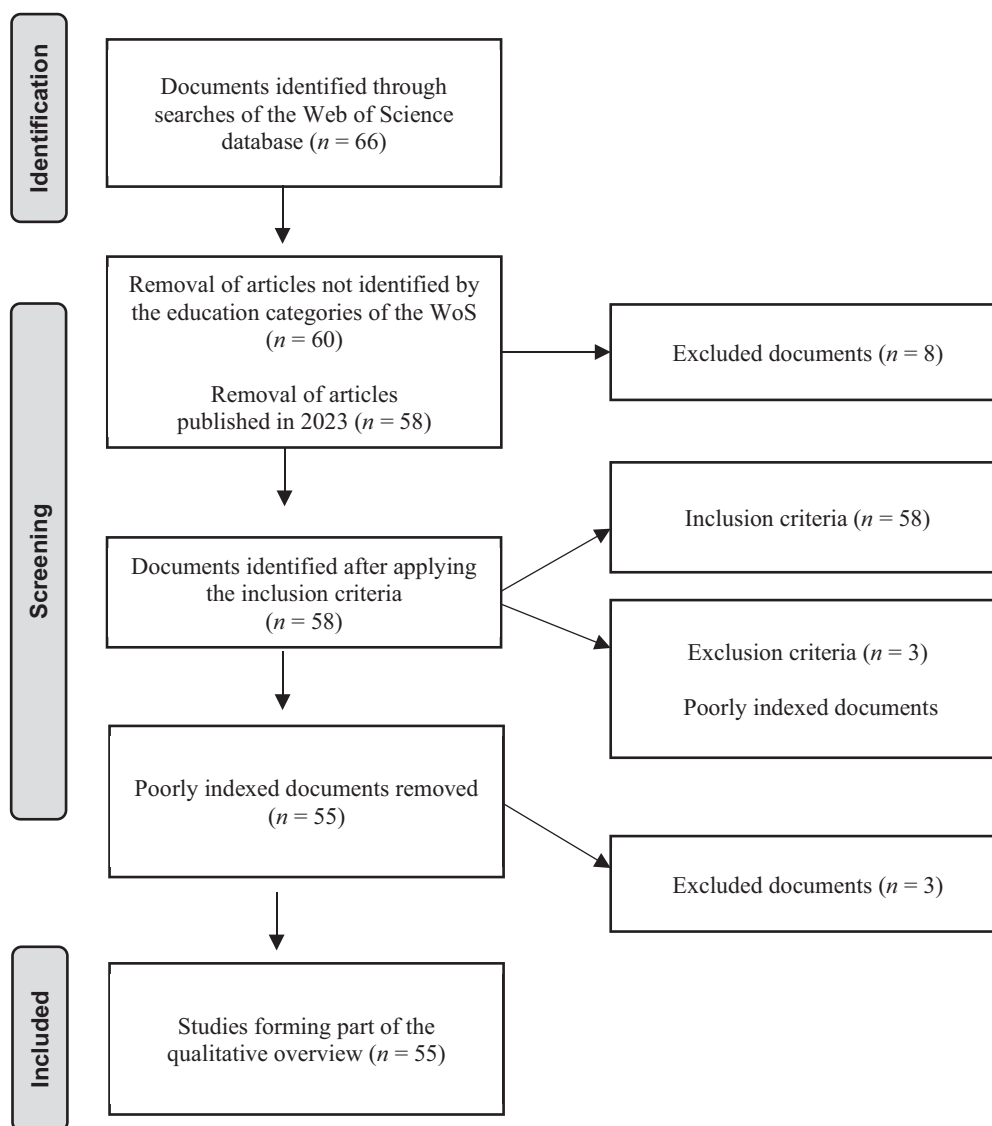 Identification
Documents identified through
searches of the Web of Science
database (n = 66)
Screening
Removal of articles not identified by
the education categories of the WoS
(n = 60)
Removal of articles
published in 2023 (n = 58)
Excluded documents (n = 8)
Documents identified after applying
the inclusion criteria
(n = 58)
Inclusion criteria (n = 58)
Exclusion criteria (n = 3)
Poorly indexed documents
Poorly indexed documents removed
(n = 55)
Excluded documents (n = 3)
Included
Studies forming part of the
qualitative overview (n = 55)